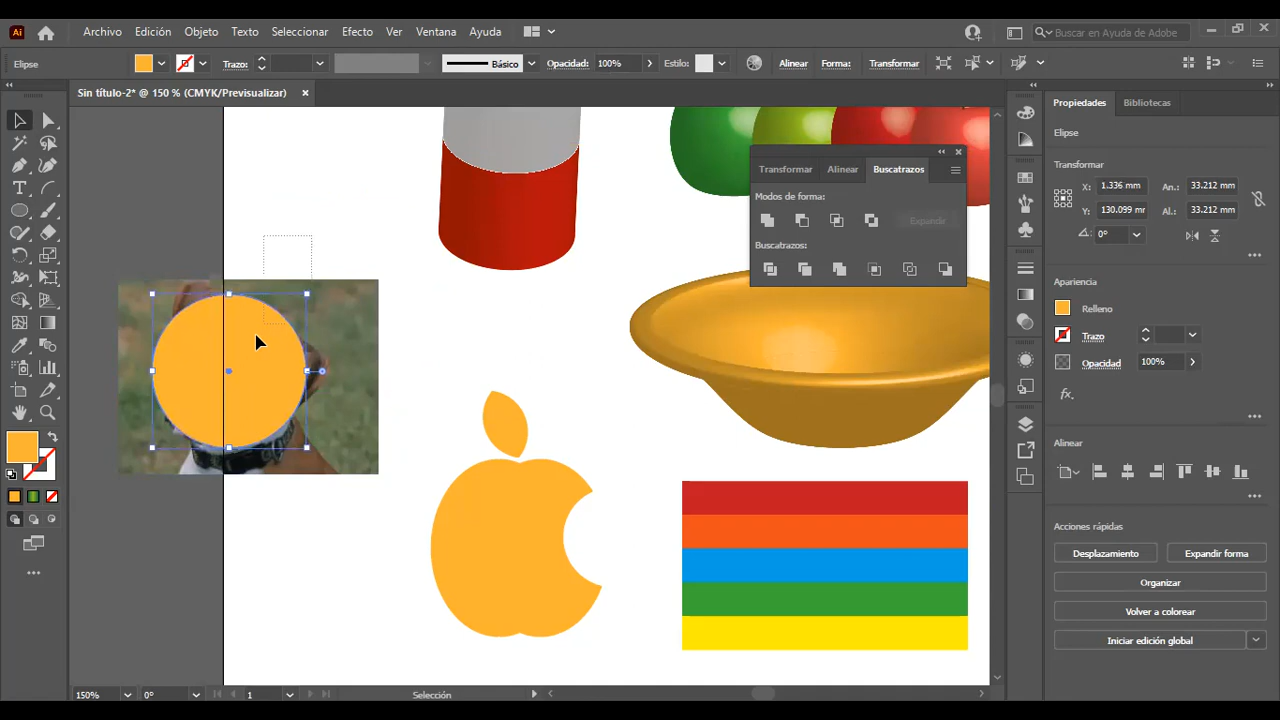 Ai
Archivo
Edición
Objeto
Texto
Seleccionar
Efecto
Ver
Ventana
Ayuda
Buscar en Ayuda de Adobe
Elipse
Trazo:
Básico
Opacidad:
100%
Estilo:
Alinear
Forma:
Transformar
Sin título-2* @ 150 % (CMYK/Previsualizar)
Propiedades
Bibliotecas
Elipse
Transformar
X:
1.336 mm
An.:
33.212 mm
Y:
130.099 mm
Al.:
33.212 mm
0°
Transformar
Alinear
Buscatrazos
Modos de forma:
Expandir
Buscatrazos:
Apariencia
Relleno
Trazo
Opacidad
100%
fx.
Alinear
Acciones rápidas
Desplazamiento
Expandir forma
Organizar
Volver a colorear
Iniciar edición global
150%
0°
1
Selección